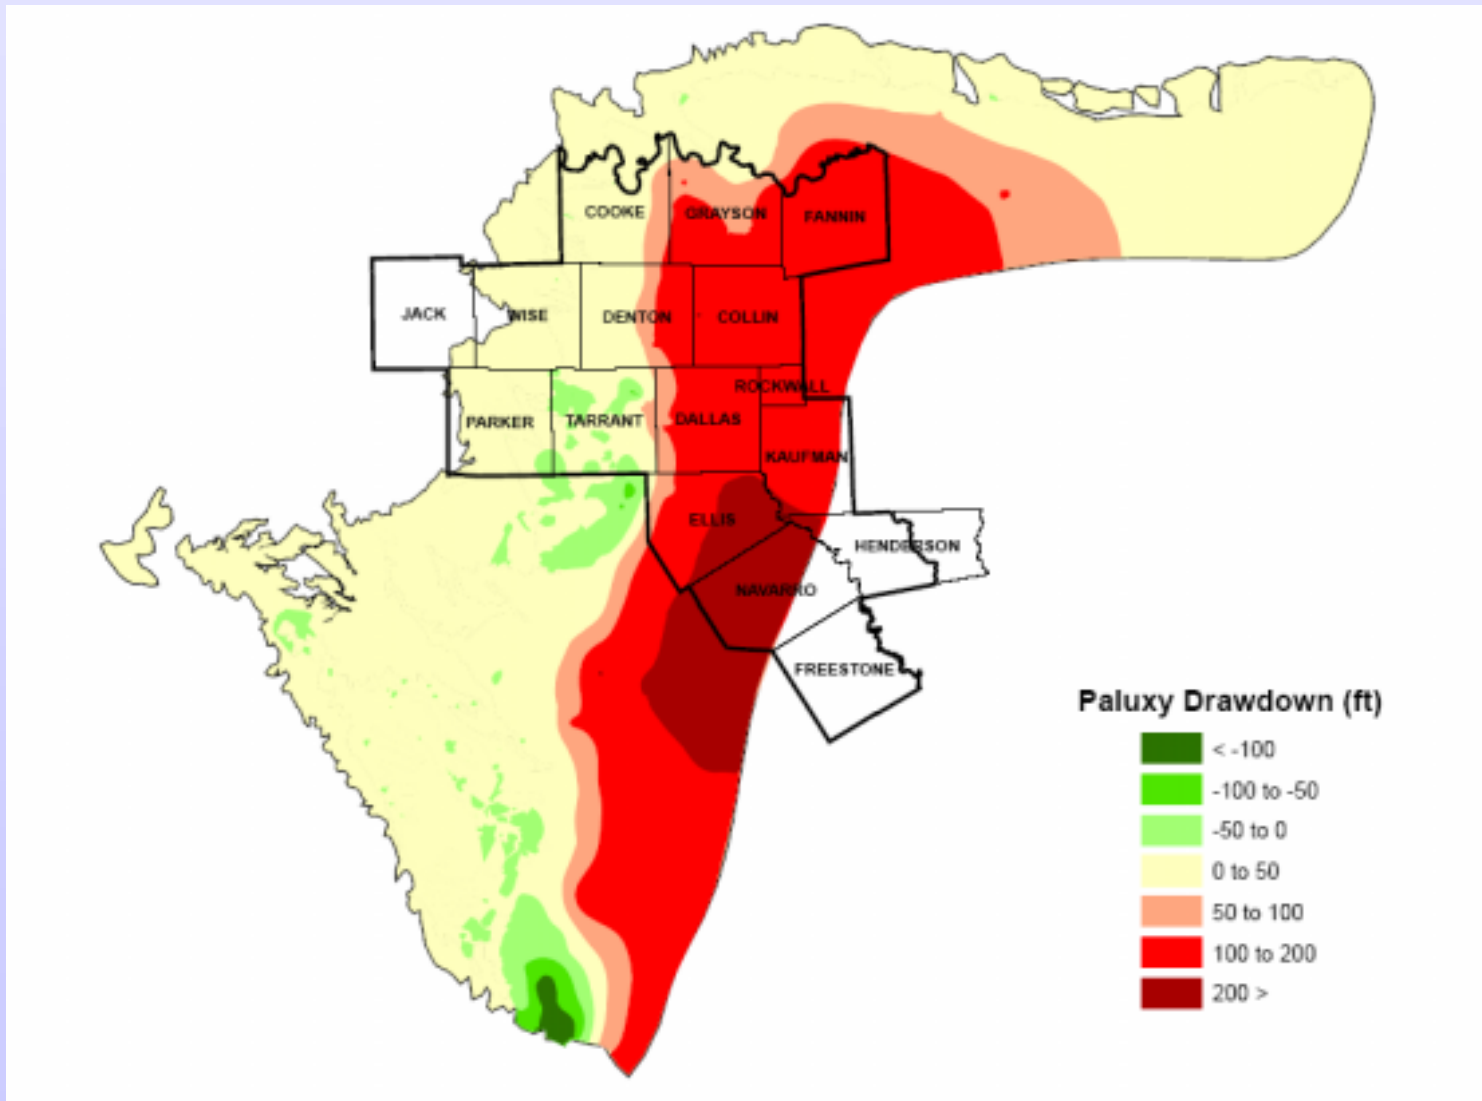 COOKE
GRAYSON
FANNIN
JACK
WISE
DENTON
COLLIN
ROCKWALL
PARKER
TARRANT
DALLAS
KAUFMAN
ELLIS
HENDERSON
NAVARRO
FREESTONE
Paluxy Drawdown (ft)
< -100
-100 to -50
-50 to 0
0 to 50
50 to 100
100 to 200
200 >